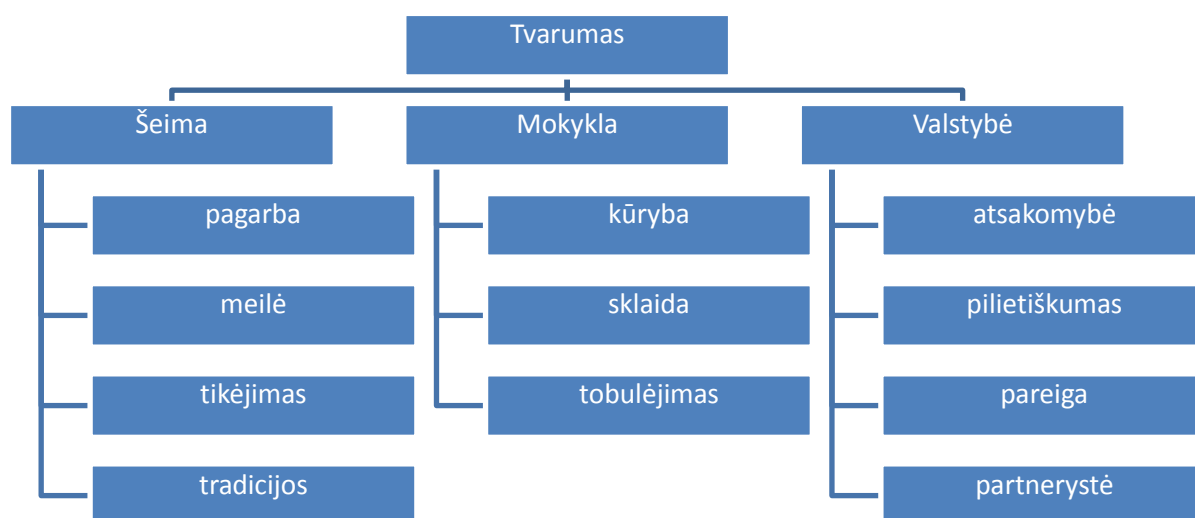 Tvarumas
Šeima
pagarba
meilė
tikėjimas
tradicijos
Mokykla
kūryba
sklaida
tobulėjimas
Valstybė
atsakomybė
pilietiškumas
pareiga
partnerystė